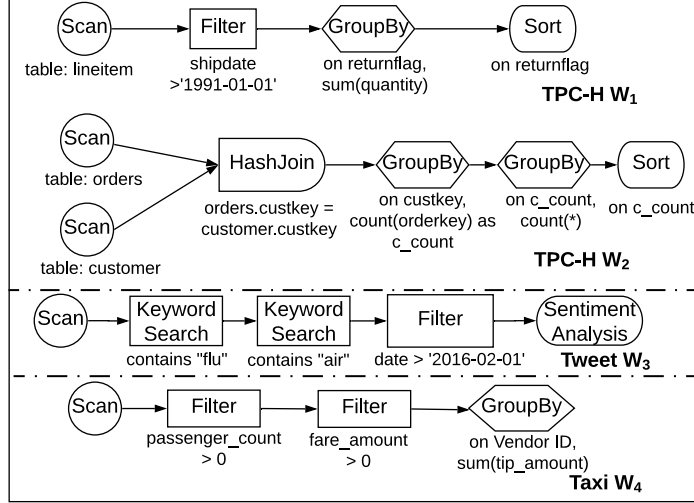 Scan
Filter
GroupBy
Sort
table: lineitem
shipdate
>'1991-01-01'
on returnflag,
sum(quantity)
on returnflag
TPC-H W1
Scan
table: orders
Scan
table: customer
HashJoin
orders.custkey =
customer.custkey
GroupBy
on custkey,
count(orderkey) as
c_count
GroupBy
on c_count,
count(*)
Sort
on c_count
TPC-H W2
Scan
Keyword
Search
contains "flu"
Keyword
Search
contains "air"
Filter
date > '2016-02-01'
Sentiment
Analysis
Tweet W3
Scan
Filter
passenger_count
> 0
Filter
fare_amount
> 0
GroupBy
on Vendor ID,
sum(tip_amount)
Taxi W4